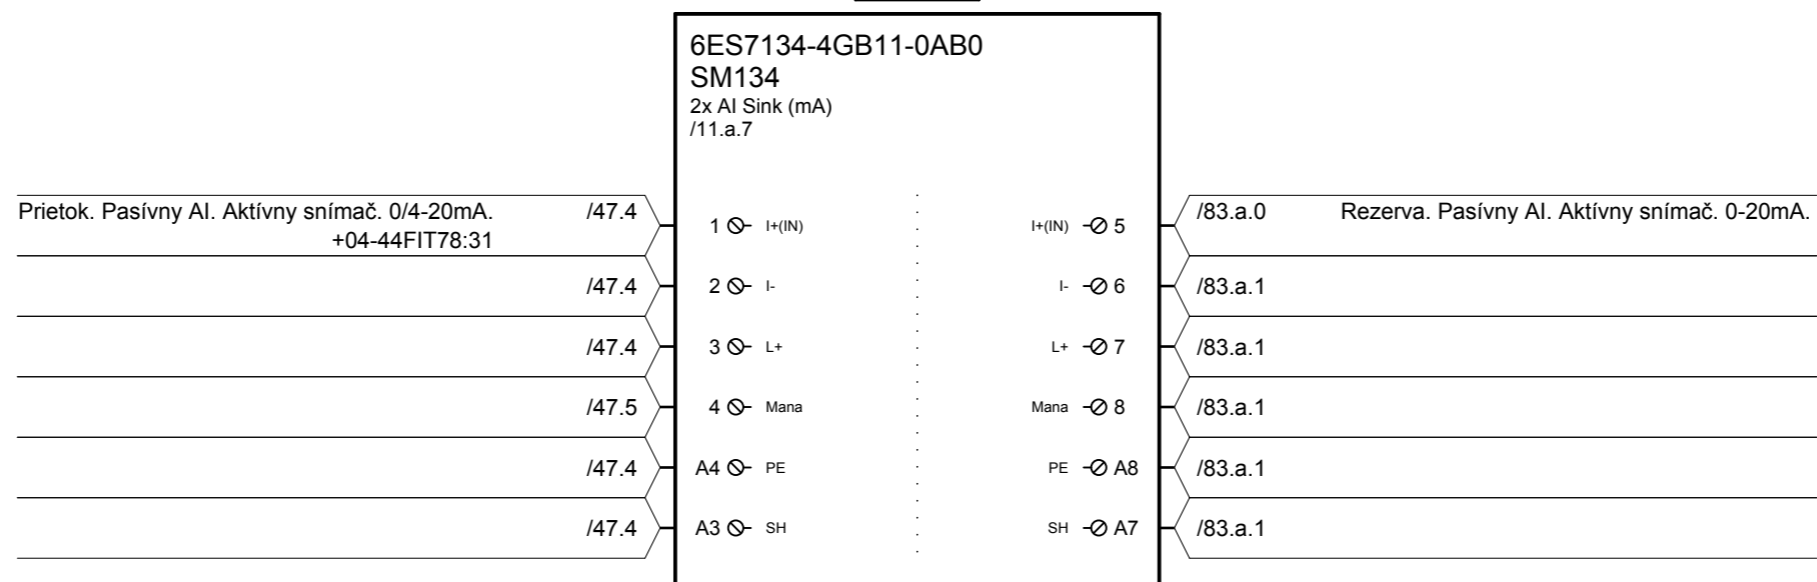 6ES7134-4GB11-0AB0
SM134
2x AI Sink (mA)
/11.a.7
Prietok. Pasívny AI. Aktívny snímač. 0/4-20mA. /47.4 1 I+(IN) I+(IN) 5 /83.a.0 Rezerva. Pasívny AI. Aktívny snímač. 0-20mA.
+04-44FIT78:31
/47.4 2 I- I- 6 /83.a.1
/47.4 3 L+ L+ 7 /83.a.1
/47.5 4 Mana Mana 8 /83.a.1
/47.4 A4 PE PE A8 /83.a.1
/47.4 A3 SH SH A7 /83.a.1